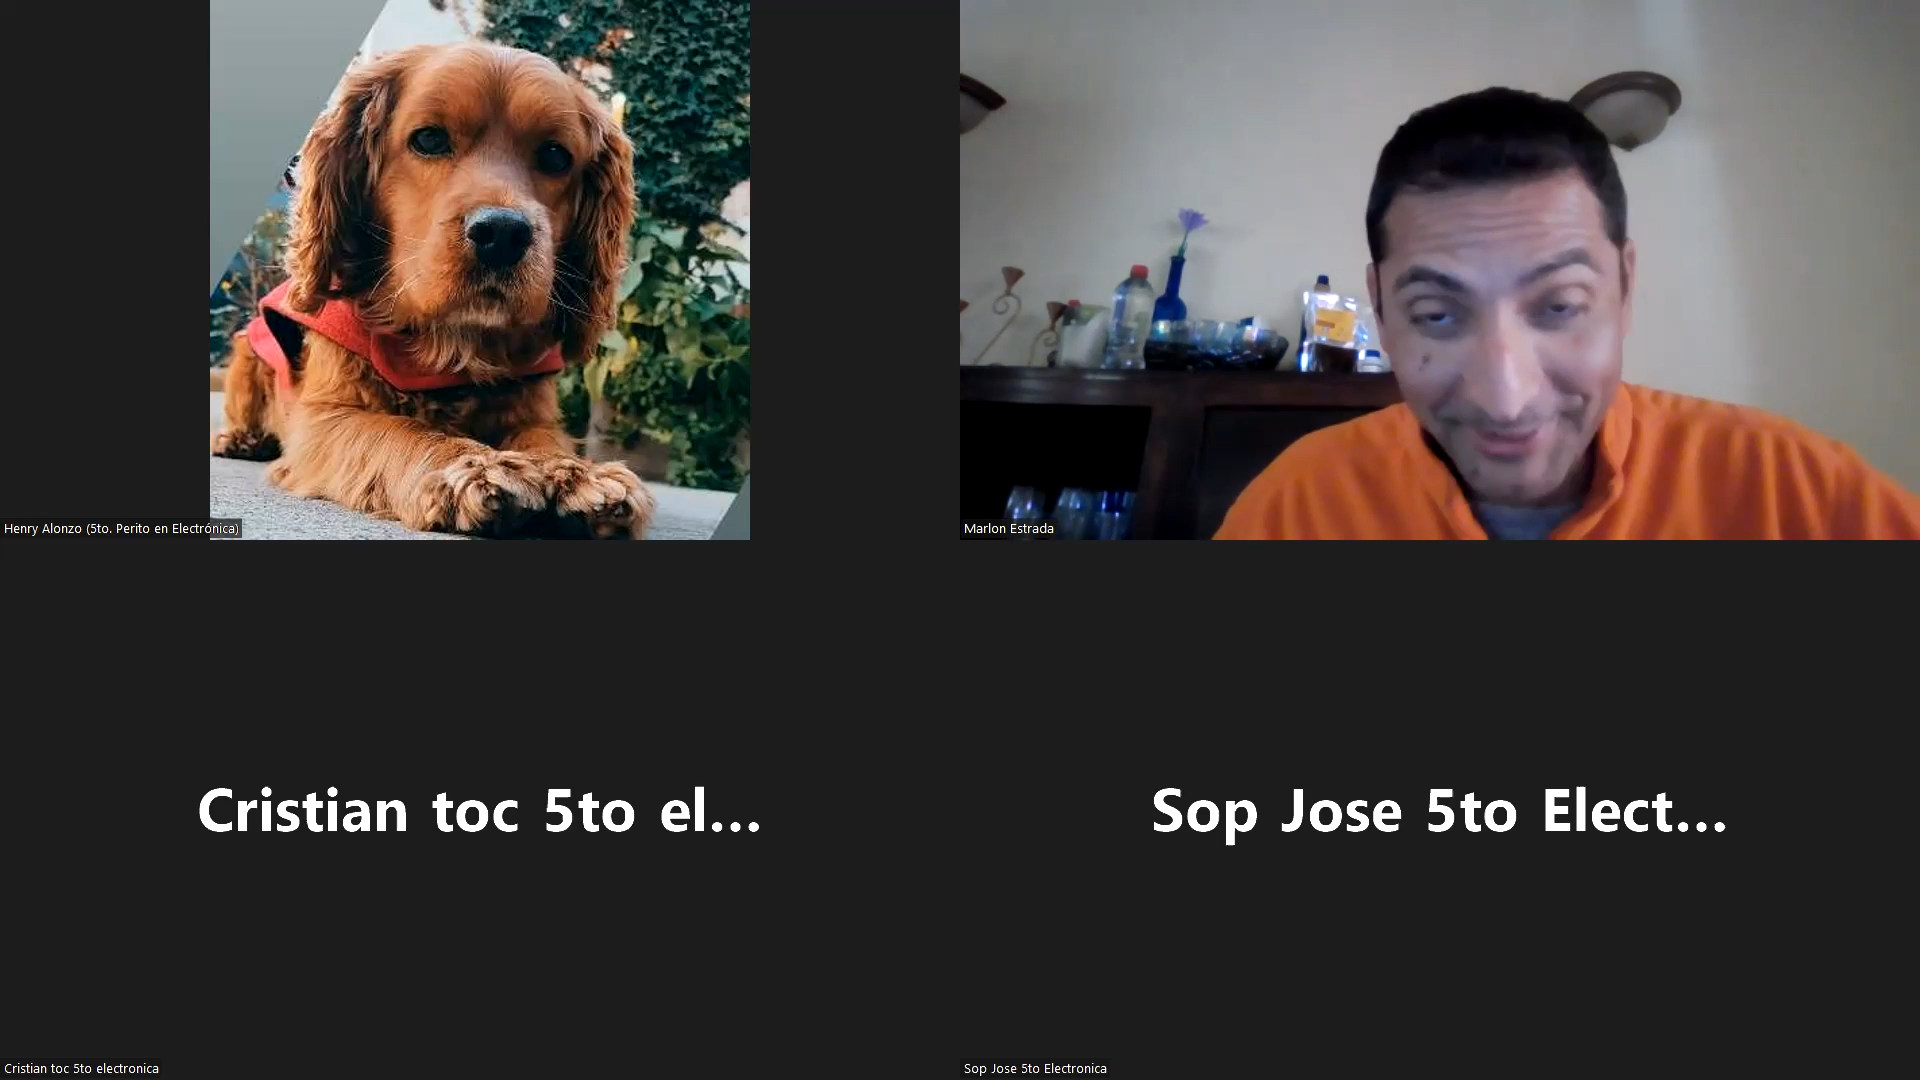 Henry Alonzo (5to. Perito en Electrónica)
Marlon Estrada
Cristian toc 5to el...
Sop Jose 5to Elect...
Cristian toc 5to electronica
Sop Jose 5to Electronica